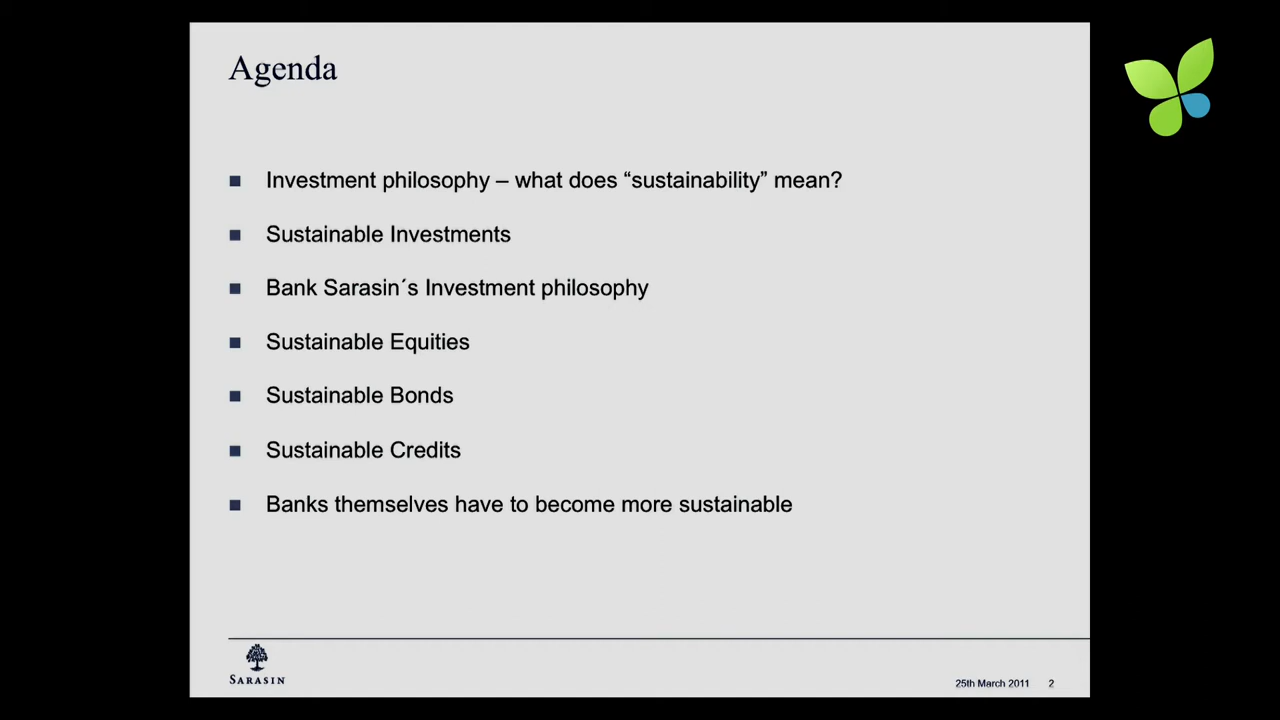 Agenda
Investment philosophy – what does “sustainability” mean?
Sustainable Investments
Bank Sarasin´s Investment philosophy
Sustainable Equities
Sustainable Bonds
Sustainable Credits
Banks themselves have to become more sustainable
SARASIN
25th March 2011 2